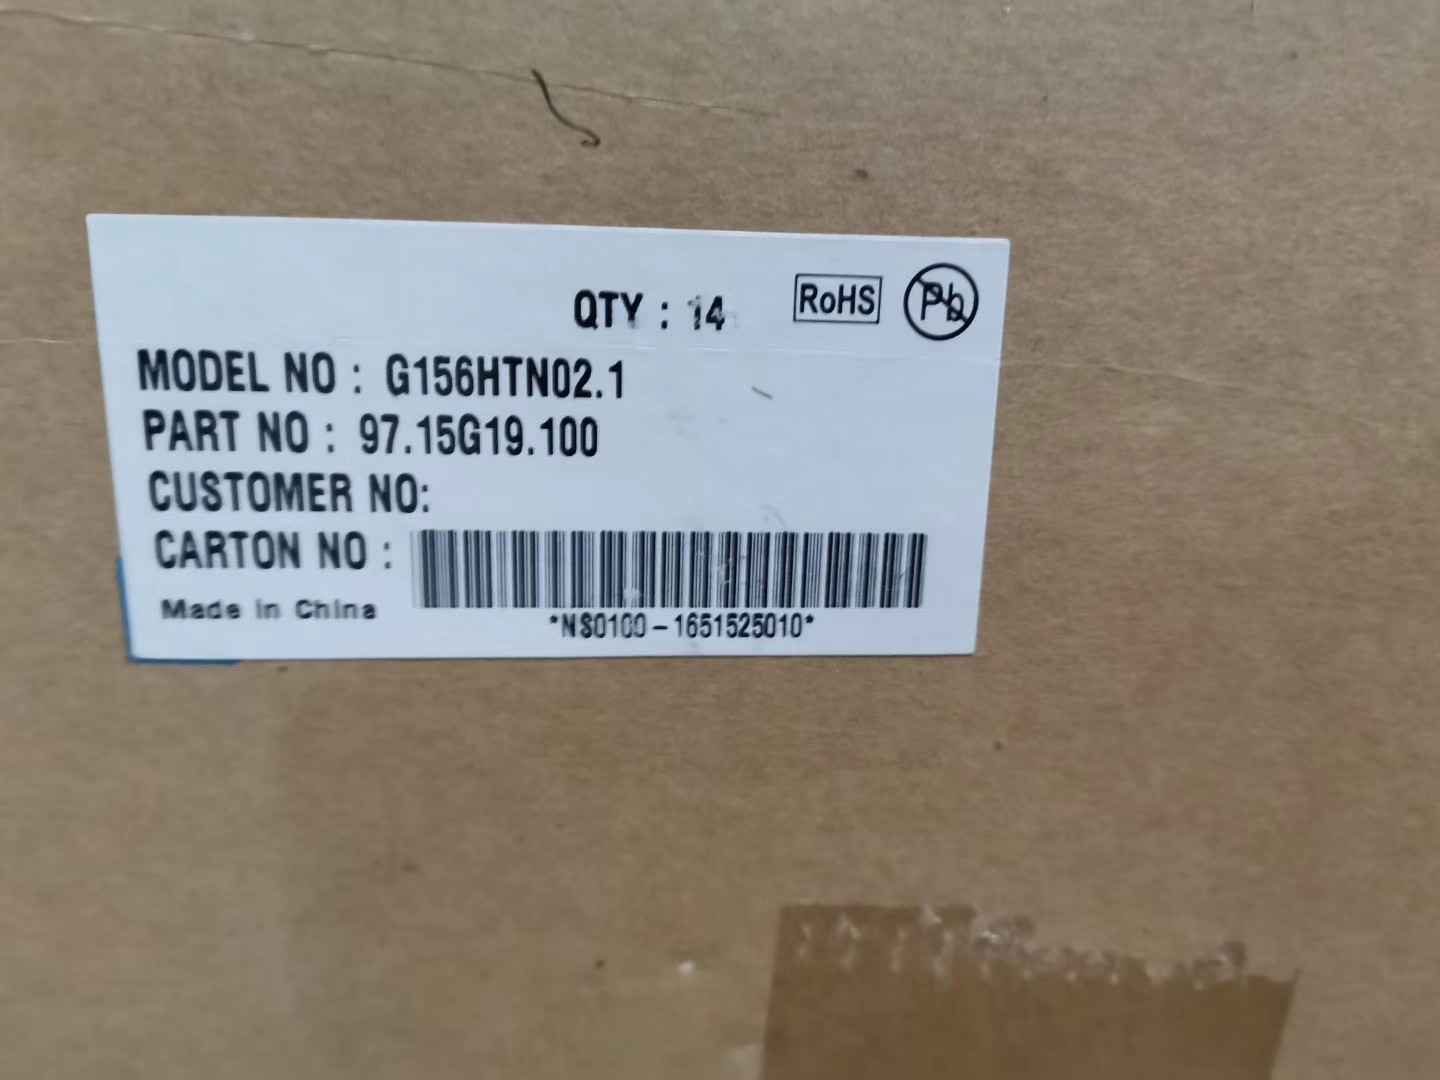 QTY : 14 RoHS Pb
MODEL NO : G156HTN02.1
PART NO : 97.15G19.100
CUSTOMER NO:
CARTON NO :
Made in China
*NS0100-1651525010*